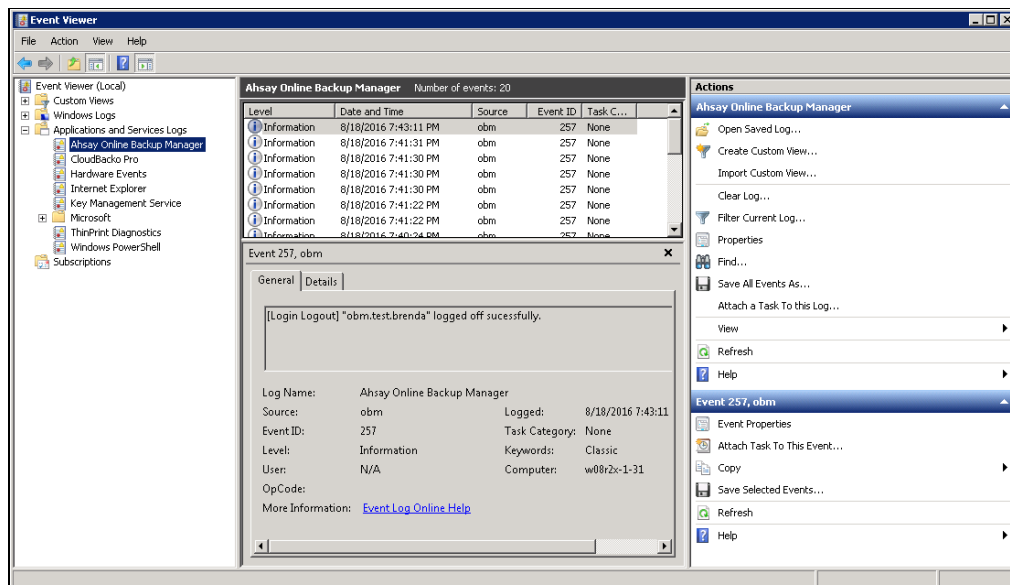 Event Viewer
File Action View Help
Event Viewer (Local)
Custom Views
Windows Logs
Applications and Services Logs
Ahsay Online Backup Manager
CloudBacko Pro
Hardware Events
Internet Explorer
Key Management Service
Microsoft
ThinPrint Diagnostics
Windows PowerShell
Subscriptions
Ahsay Online Backup Manager Number of events: 20
Level Date and Time Source Event ID Task C...
Information 8/18/2016 7:43:11 PM obm 257 None
Information 8/18/2016 7:41:31 PM obm 257 None
Information 8/18/2016 7:41:30 PM obm 257 None
Information 8/18/2016 7:41:30 PM obm 257 None
Information 8/18/2016 7:41:30 PM obm 257 None
Information 8/18/2016 7:41:22 PM obm 257 None
Information 8/18/2016 7:41:22 PM obm 257 None
Information 8/18/2016 7:40:24 PM obm 257 None
Event 257, obm
General Details
[Login Logout] "obm.test.brenda" logged off sucessfully.
Log Name: Ahsay Online Backup Manager
Source: obm Logged: 8/18/2016 7:43:11
Event ID: 257 Task Category: None
Level: Information Keywords: Classic
User: N/A Computer: w08r2x-1-31
OpCode:
More Information: Event Log Online Help
Actions
Ahsay Online Backup Manager
Open Saved Log...
Create Custom View...
Import Custom View...
Clear Log...
Filter Current Log...
Properties
Find...
Save All Events As...
Attach a Task To this Log...
View
Refresh
Help
Event 257, obm
Event Properties
Attach Task To This Event...
Copy
Save Selected Events...
Refresh
Help